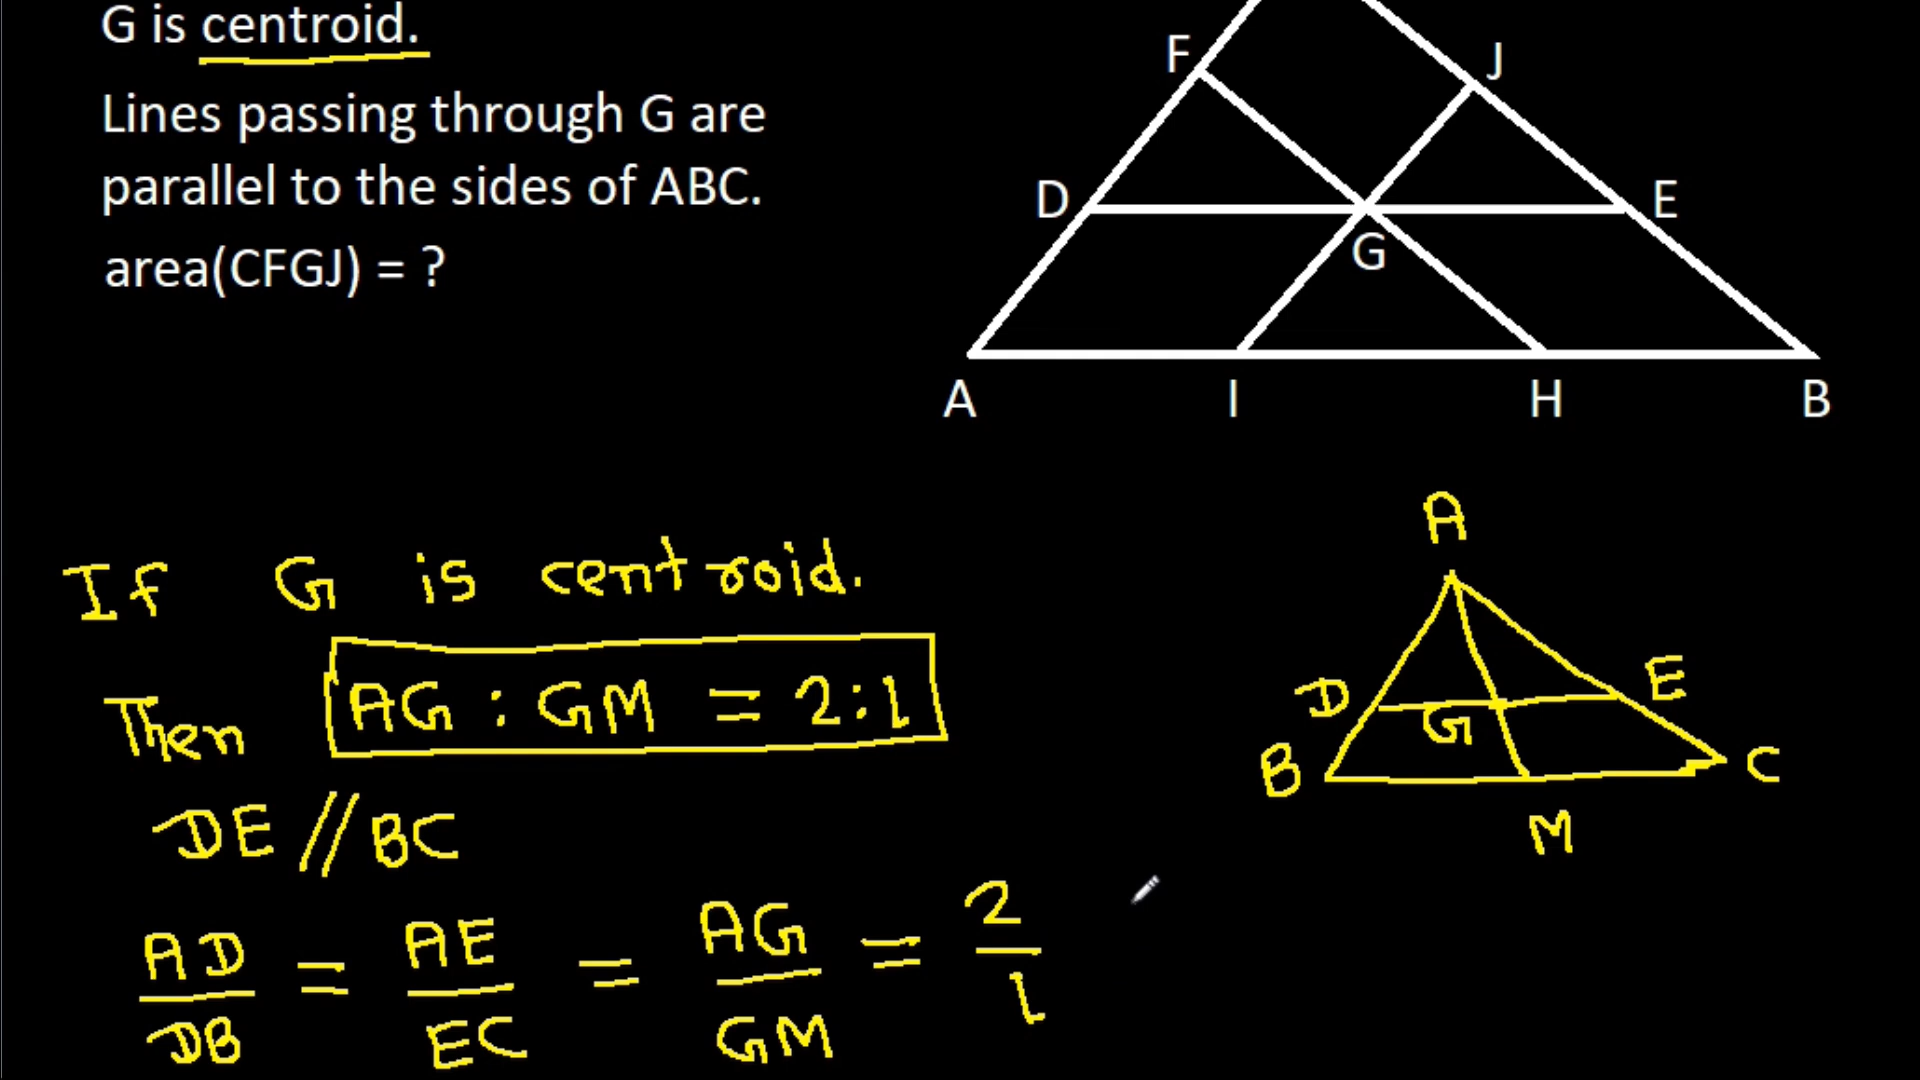 G is centroid.
Lines passing through G are
parallel to the sides of ABC.
area(CFGJ) = ?
F
J
D
E
G
A
I
H
B
If G is centroid.
Then AG : GM = 2:1
DE // BC
AD/DB = AE/EC = AG/GM = 2/1
A
D
E
G
B
C
M